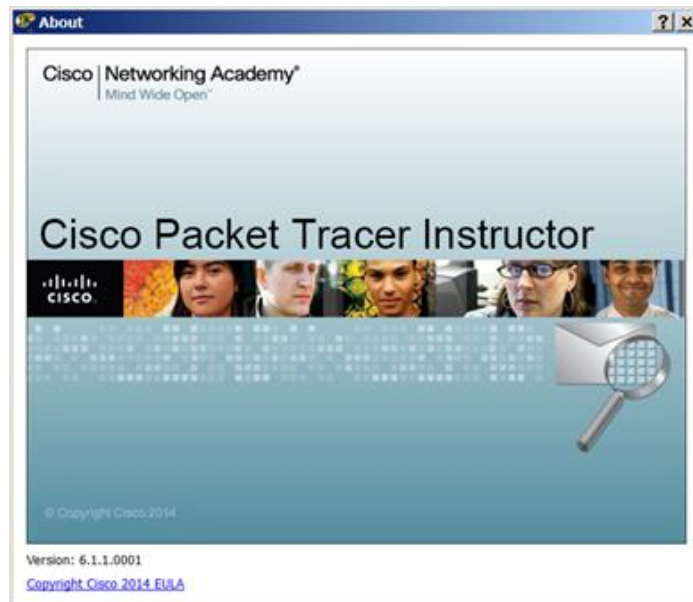 About
Cisco Networking Academy®
Mind Wide Open™
Cisco Packet Tracer Instructor
CISCO
© Copyright Cisco 2014
Version: 6.1.1.0001
Copyright Cisco 2014 EULA